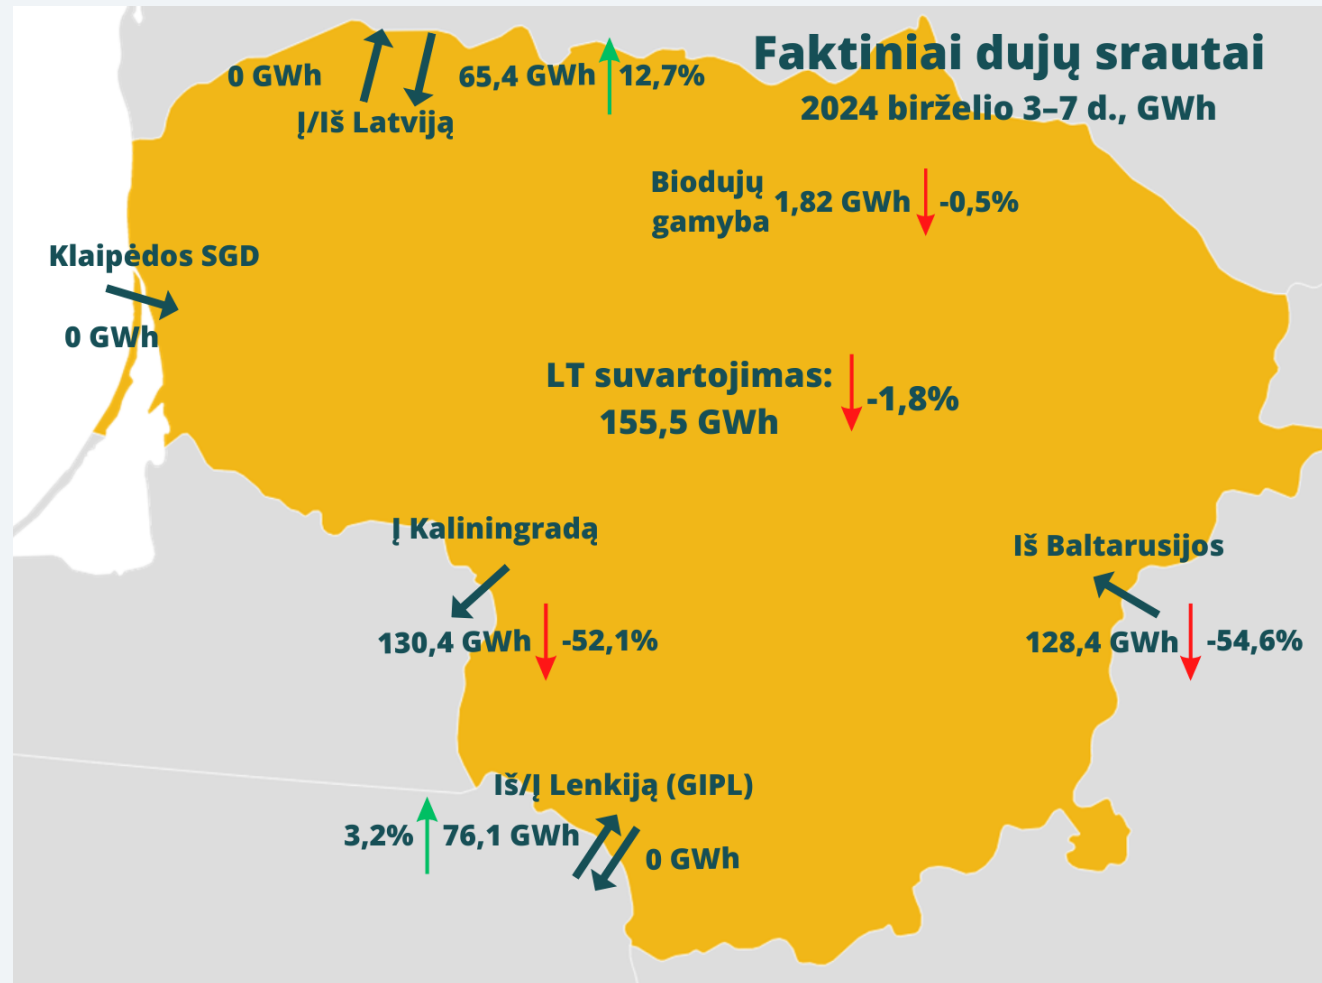 Faktiniai dujų srautai
2024 birželio 3–7 d., GWh
0 GWh
65,4 GWh
12,7%
Į/Iš Latviją
Biodujų
gamyba
1,82 GWh
-0,5%
Klaipėdos SGD
0 GWh
LT suvartojimas:
155,5 GWh
-1,8%
Į Kaliningradą
130,4 GWh
-52,1%
Iš Baltarusijos
128,4 GWh
-54,6%
Iš/Į Lenkiją (GIPL)
3,2%
76,1 GWh
0 GWh